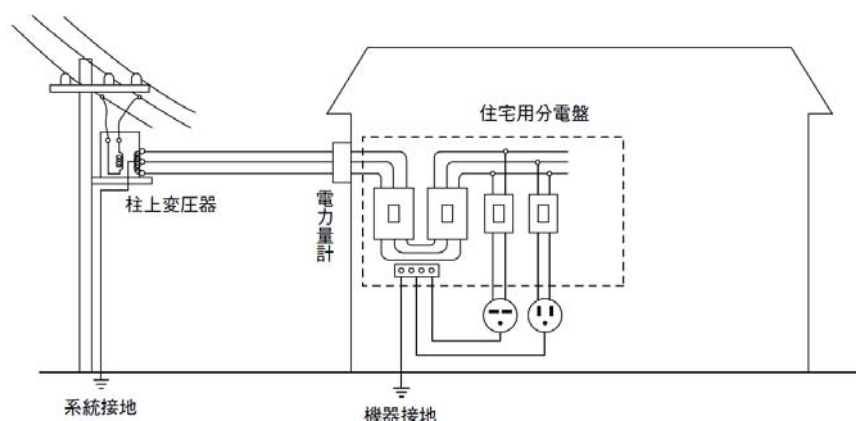 住宅用分電盤
柱上変圧器
電力量計
系統接地
機器接地